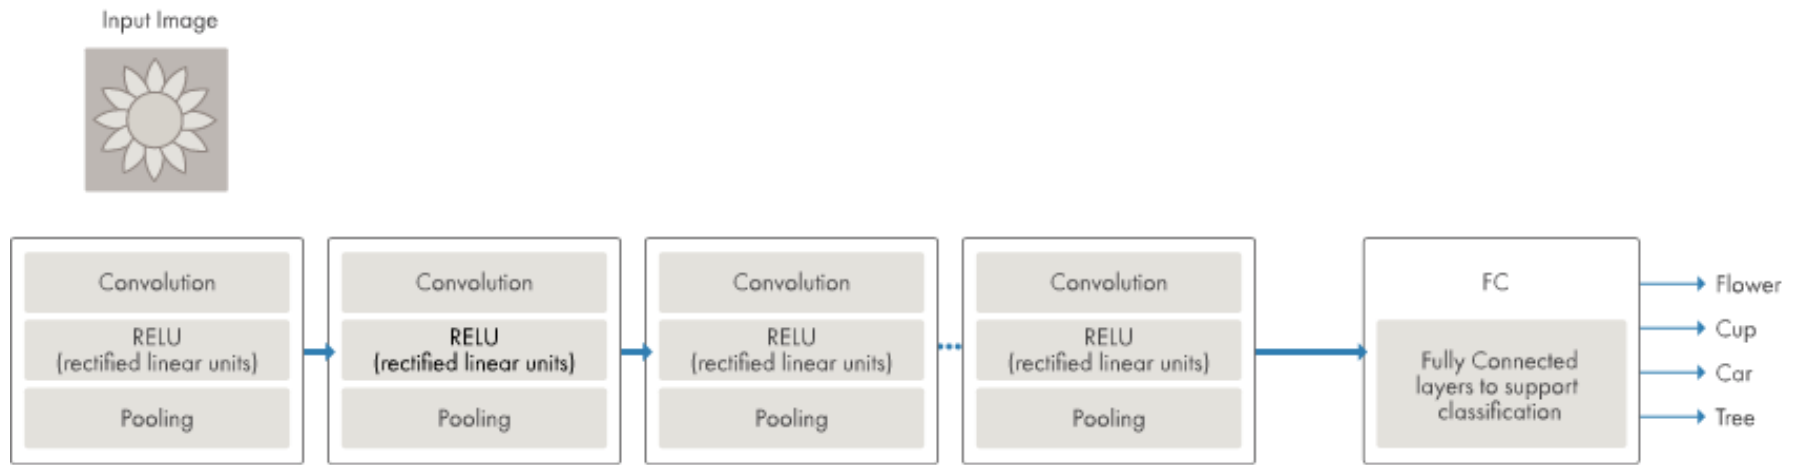 Input Image
Convolution
RELU
(rectified linear units)
Pooling
Convolution
RELU
(rectified linear units)
Pooling
Convolution
RELU
(rectified linear units)
Pooling
Convolution
RELU
(rectified linear units)
Pooling
FC
Fully Connected
layers to support
classification
Flower
Cup
Car
Tree